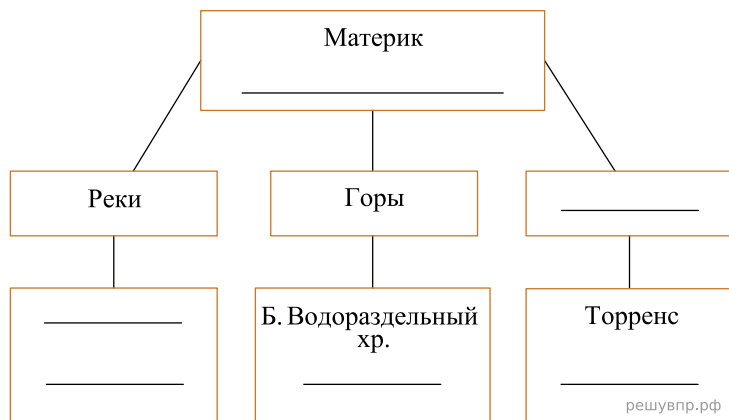 Материк
Реки
Горы
Б. Водораздельный
хр.
Торренс
решувпр.рф